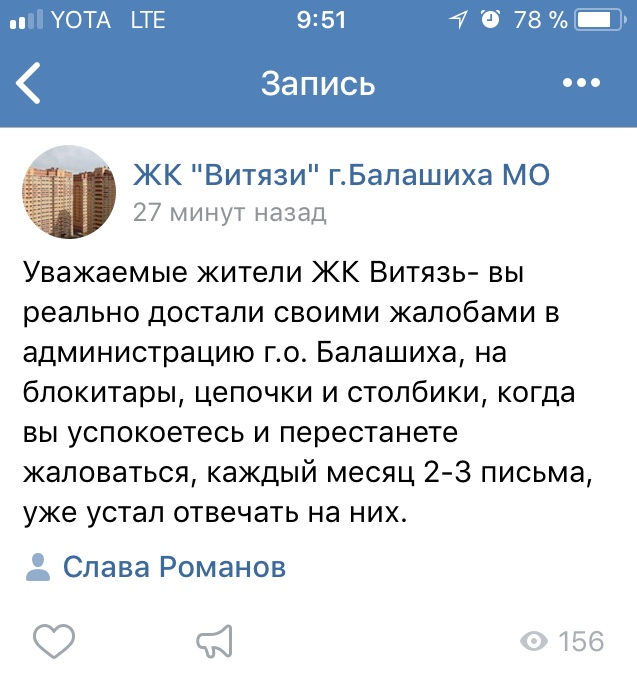 YOTA LTE 9:51 78 %
Запись
ЖК "Витязи" г.Балашиха МО
27 минут назад
Уважаемые жители ЖК Витязь- вы
реально достали своими жалобами в
администрацию г.о. Балашиха, на
блокитары, цепочки и столбики, когда
вы успокоетесь и перестанете
жаловаться, каждый месяц 2-3 письма,
уже устал отвечать на них.
Слава Романов
156